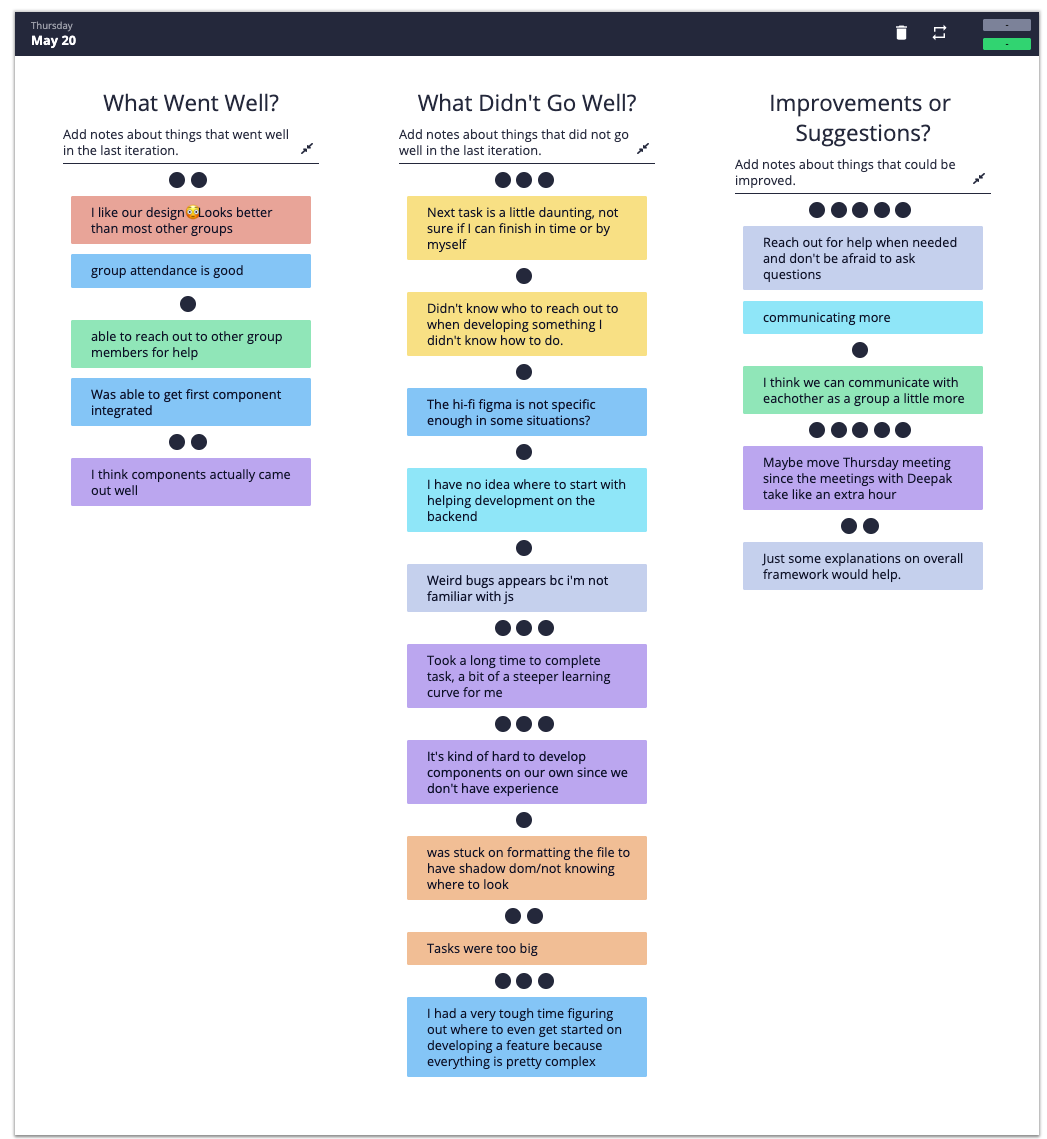 Thursday
May 20
-
-
What Went Well?
Add notes about things that went well
in the last iteration.
I like our design😳Looks better
than most other groups
group attendance is good
able to reach out to other group
members for help
Was able to get first component
integrated
I think components actually came
out well
What Didn't Go Well?
Add notes about things that did not go
well in the last iteration.
Next task is a little daunting, not
sure if I can finish in time or by
myself
Didn't know who to reach out to
when developing something I
didn't know how to do.
The hi-fi figma is not specific
enough in some situations?
I have no idea where to start with
helping development on the
backend
Weird bugs appears bc i'm not
familiar with js
Took a long time to complete
task, a bit of a steeper learning
curve for me
It's kind of hard to develop
components on our own since we
don't have experience
was stuck on formatting the file to
have shadow dom/not knowing
where to look
Tasks were too big
I had a very tough time figuring
out where to even get started on
developing a feature because
everything is pretty complex
Improvements or
Suggestions?
Add notes about things that could be
improved.
Reach out for help when needed
and don't be afraid to ask
questions
communicating more
I think we can communicate with
eachother as a group a little more
Maybe move Thursday meeting
since the meetings with Deepak
take like an extra hour
Just some explanations on overall
framework would help.